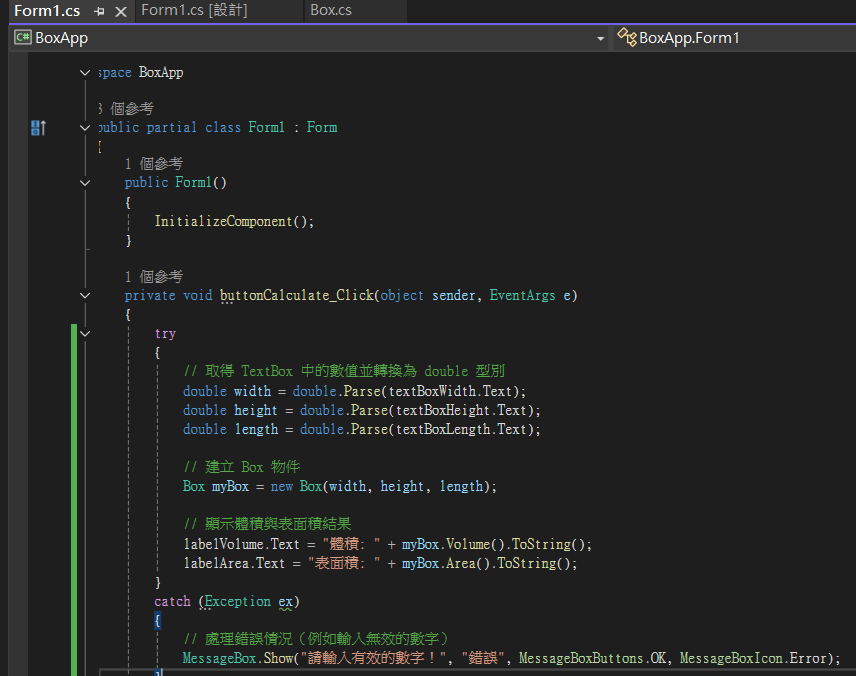 Form1.cs
Form1.cs [設計]
Box.cs
C# BoxApp
BoxApp.Form1
space BoxApp
3 個參考
public partial class Form1 : Form
{
1 個參考
public Form1()
{
InitializeComponent();
}
1 個參考
private void buttonCalculate_Click(object sender, EventArgs e)
{
try
{
// 取得 TextBox 中的數值並轉換為 double 型別
double width = double.Parse(textBoxWidth.Text);
double height = double.Parse(textBoxHeight.Text);
double length = double.Parse(textBoxLength.Text);
// 建立 Box 物件
Box myBox = new Box(width, height, length);
// 顯示體積與表面積結果
labelVolume.Text = "體積: " + myBox.Volume().ToString();
labelArea.Text = "表面積: " + myBox.Area().ToString();
}
catch (Exception ex)
{
// 處理錯誤情況（例如輸入無效的數字）
MessageBox.Show("請輸入有效的數字！", "錯誤", MessageBoxButtons.OK, MessageBoxIcon.Error);
}